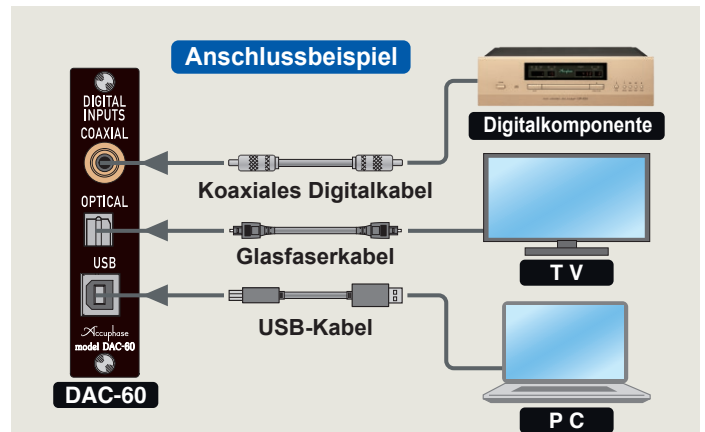 Anschlussbeispiel
DIGITAL
INPUTS
COAXIAL
OPTICAL
USB
Accuphase
model DAC-60
DAC-60
Koaxiales Digitalkabel
Glasfaserkabel
USB-Kabel
Digitalkomponente
T V
P C